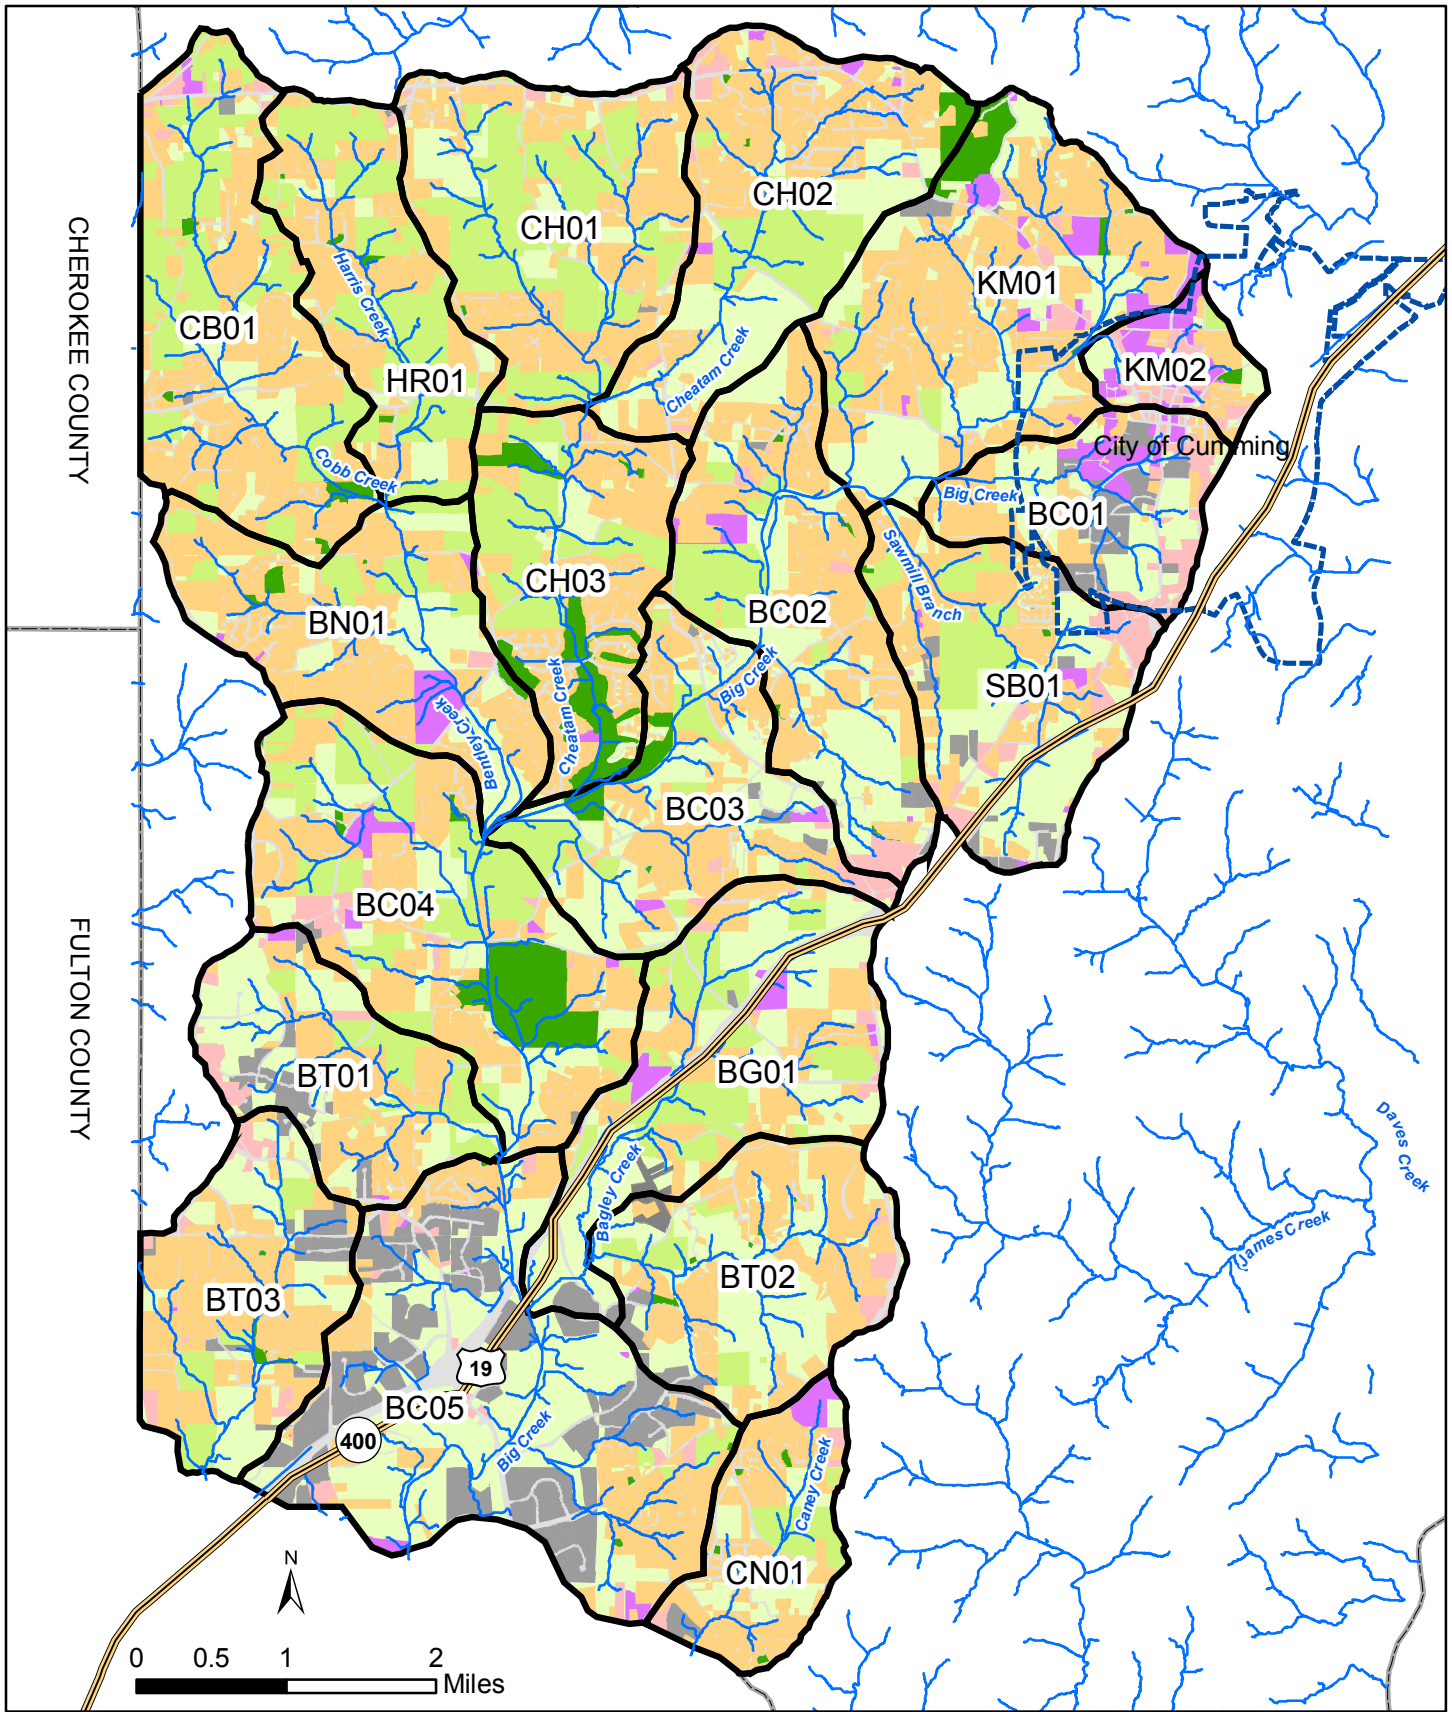 CH02
CH01
KM01
CHEROKEE COUNTY
Harris Creek
CB01
HR01
Cheatam Creek
KM02
City of Cumming
Cobb Creek
Big Creek
BC01
Sawmill Branch
CH03
BC02
BN01
Big Creek
SB01
Cheatam Creek
Bentley Creek
BC03
BC04
FULTON COUNTY
BT01
BG01
Daves Creek
Bagley Creek
James Creek
BT02
BT03
19
BC05
400
Big Creek
Caney Creek
CN01
N
0 0.5 1 2
Miles